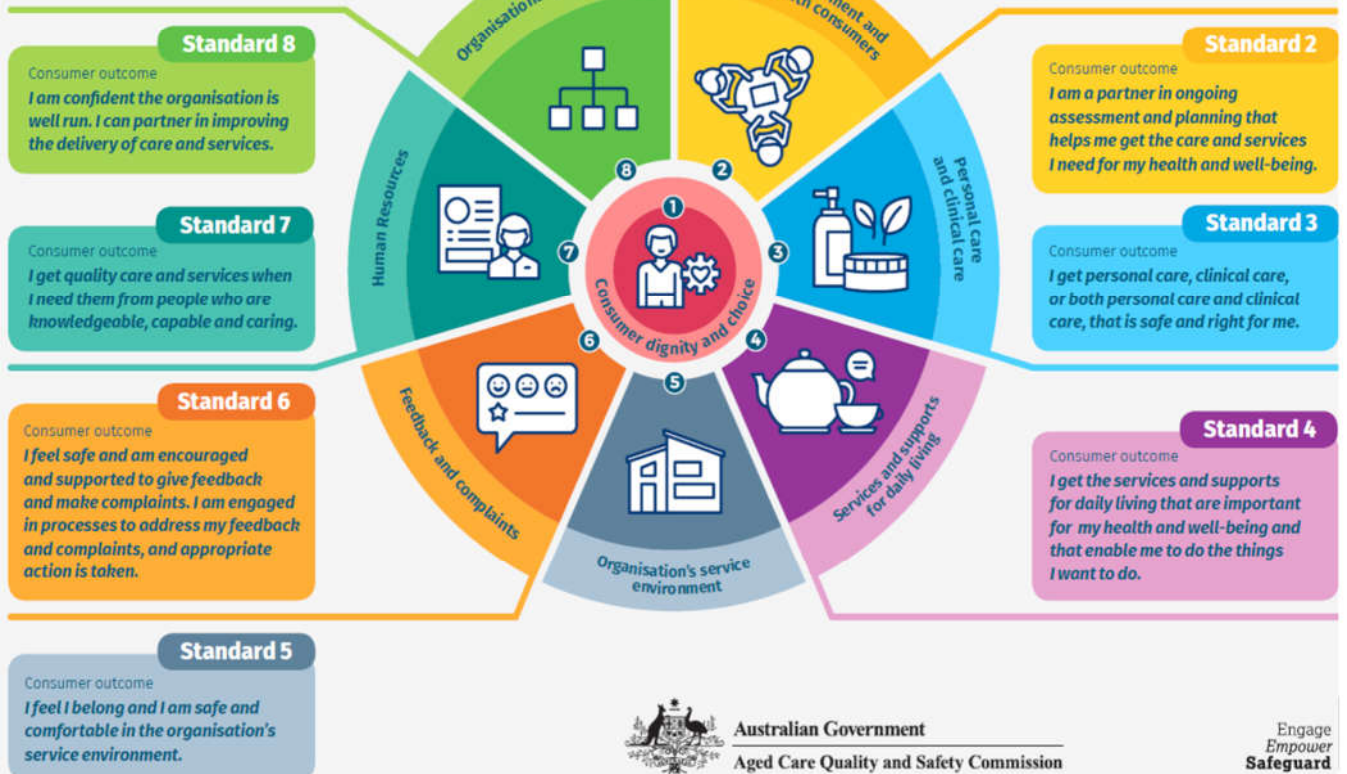 Organisation
ment and
th consumers
Standard 8
Consumer outcome
I am confident the organisation is
well run. I can partner in improving
the delivery of care and services.
Standard 2
Consumer outcome
I am a partner in ongoing
assessment and planning that
helps me get the care and services
I need for my health and well-being.
8
2
Human Resources
Personal care
and clinical care
1
Standard 7
Consumer outcome
I get quality care and services when
I need them from people who are
knowledgeable, capable and caring.
Standard 3
Consumer outcome
I get personal care, clinical care,
or both personal care and clinical
care, that is safe and right for me.
7
3
Consumer dignity and choice
6
4
5
Standard 6
Consumer outcome
I feel safe and am encouraged
and supported to give feedback
and make complaints. I am engaged
in processes to address my feedback
and complaints, and appropriate
action is taken.
Feedback and complaints
Services and supports
for daily living
Standard 4
Consumer outcome
I get the services and supports
for daily living that are important
for my health and well-being and
that enable me to do the things
I want to do.
Organisation's service
environment
Standard 5
Consumer outcome
I feel I belong and I am safe and
comfortable in the organisation's
service environment.
Australian Government
Aged Care Quality and Safety Commission
Engage
Empower
Safeguard